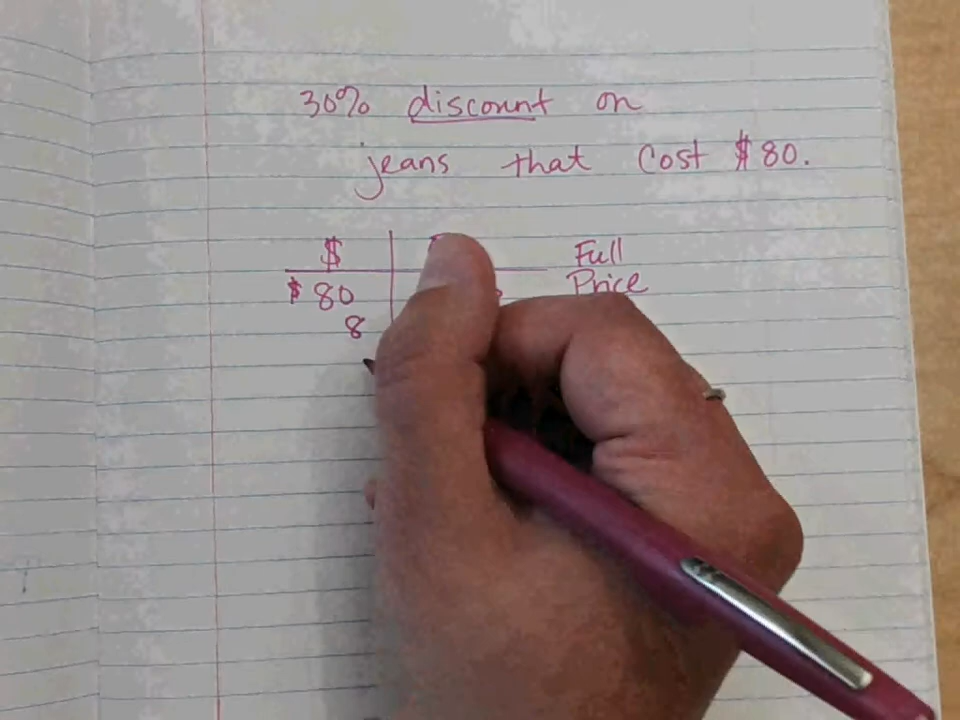 30% discount on
jeans that cost $80.
$ Full
$80 Price
8